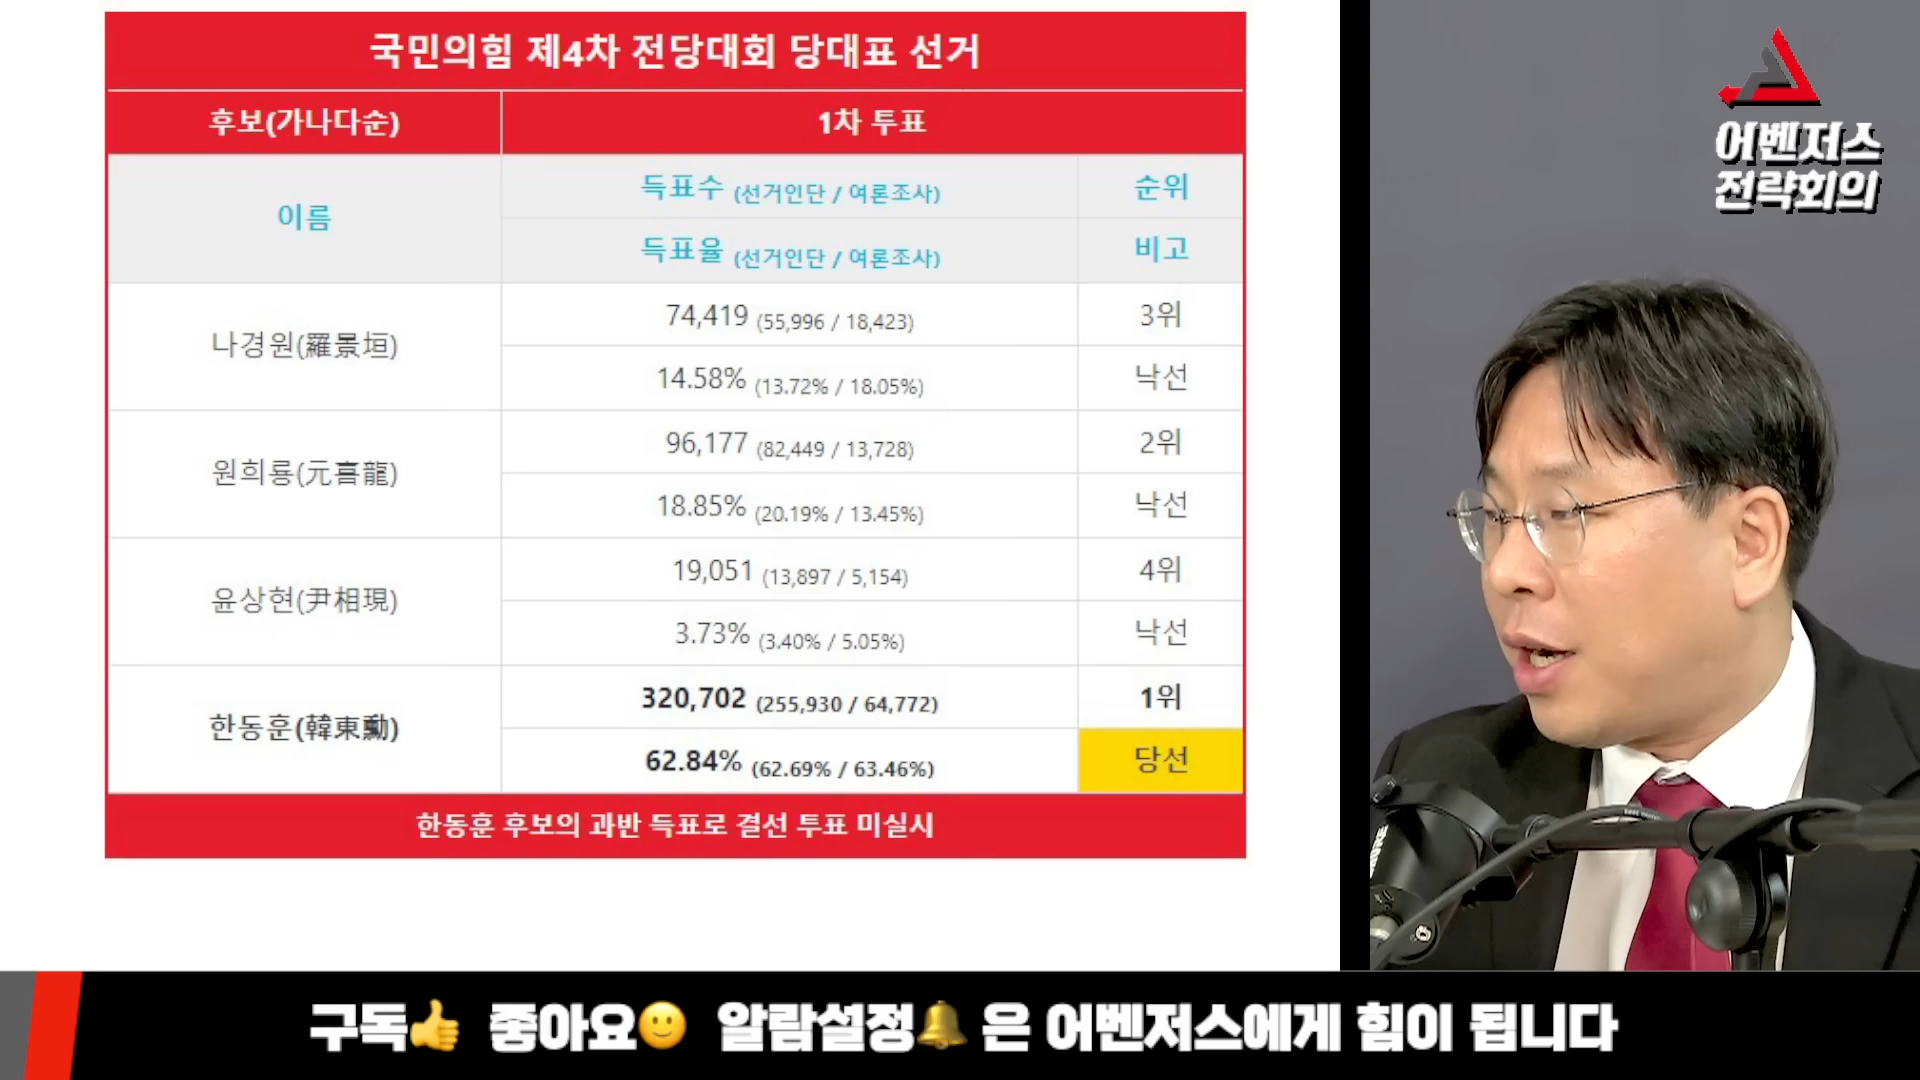 국민의힘 제4차 전당대회 당대표 선거
후보(가나다순) 1차 투표
이름
득표수 (선거인단 / 여론조사) 순위
득표율 (선거인단 / 여론조사) 비고
나경원(羅景垣)
74,419 (55,996 / 18,423) 3위
14.58% (13.72% / 18.05%) 낙선
원희룡(元喜龍)
96,177 (82,449 / 13,728) 2위
18.85% (20.19% / 13.45%) 낙선
윤상현(尹相現)
19,051 (13,897 / 5,154) 4위
3.73% (3.40% / 5.05%) 낙선
한동훈(韓東勳)
320,702 (255,930 / 64,772) 1위
62.84% (62.69% / 63.46%) 당선
한동훈 후보의 과반 득표로 결선 투표 미실시
어벤저스
전략회의
구독👍 좋아요🙂 알람설정🔔 은 어벤저스에게 힘이 됩니다